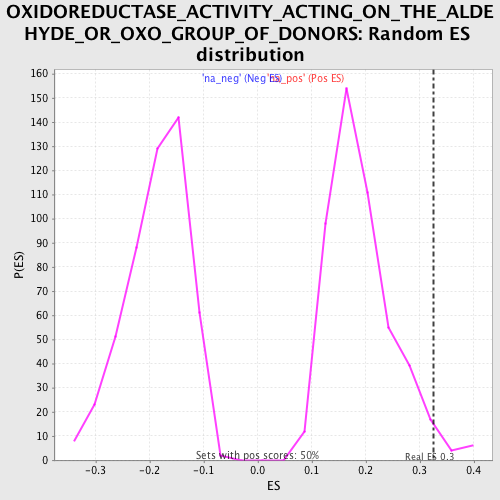 OXIDOREDUCTASE_ACTIVITY_ACTING_ON_THE_ALDE
HYDE_OR_OXO_GROUP_OF_DONORS: Random ES
distribution
'na_neg' (Neg ES) 'na_pos' (Pos ES)
160
150
140
130
120
110
100
90
80
70
60
50
40
30
20
10
0
P(ES)
Sets with pos scores: 50%
Real ES 0.3
-0.3 -0.2 -0.1 0.0 0.1 0.2 0.3 0.4
ES